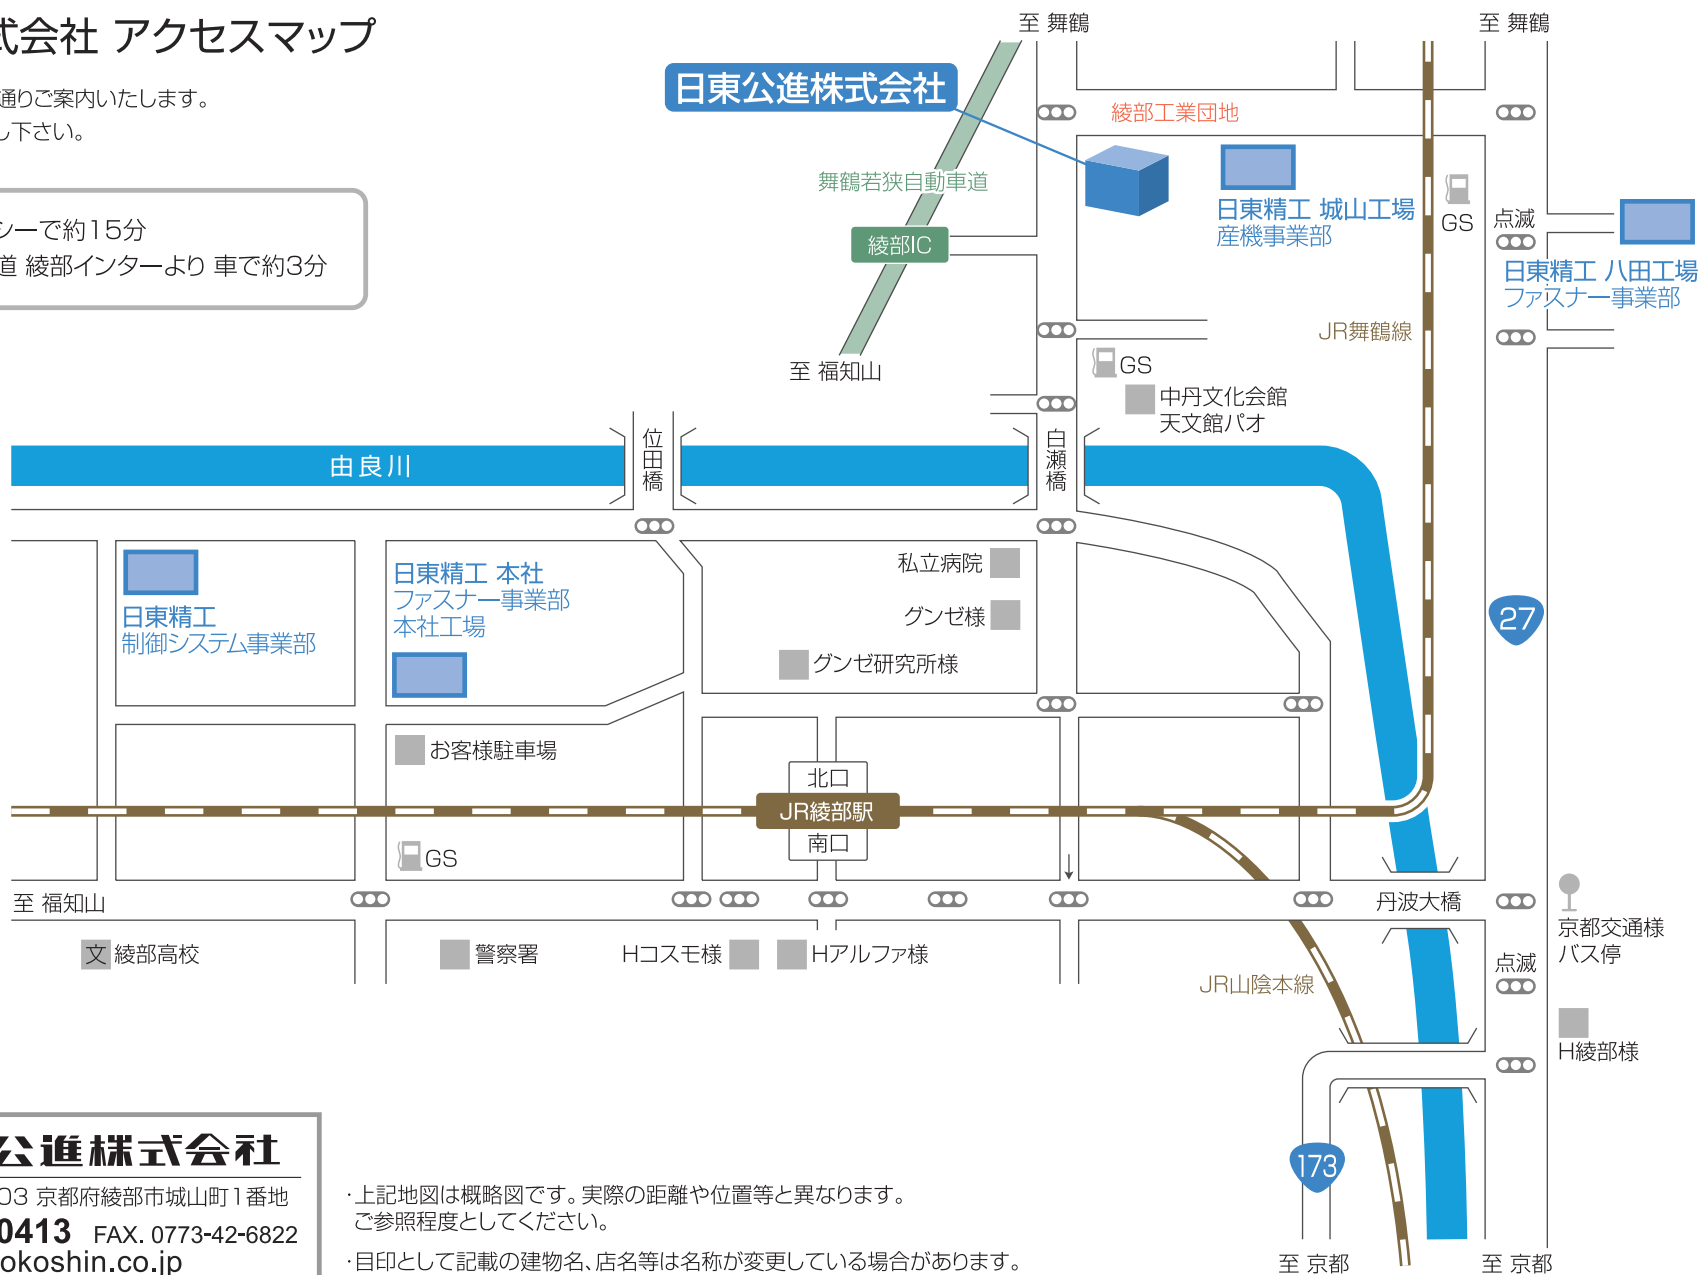 式会社 アクセスマップ
通りご案内いたします。
し下さい。
シーで約15分
道 綾部インターより 車で約3分
至 舞鶴
至 舞鶴
日東公進株式会社
綾部工業団地
舞鶴若狭自動車道
綾部IC
日東精工 城山工場
産機事業部
GS
点滅
日東精工 八田工場
ファスナー事業部
JR舞鶴線
至 福知山
GS
中丹文化会館
天文館パオ
由良川
位田橋
白瀬橋
日東精工
制御システム事業部
日東精工 本社
ファスナー事業部
本社工場
私立病院
グンゼ様
グンゼ研究所様
27
お客様駐車場
北口
JR綾部駅
南口
GS
至 福知山
丹波大橋
京都交通様
バス停
文 綾部高校
警察署
Hコスモ様
Hアルファ様
点滅
JR山陰本線
H綾部様
173
公進株式会社
03 京都府綾部市城山町1番地
0413 FAX. 0773-42-6822
okoshin.co.jp
・上記地図は概略図です。実際の距離や位置等と異なります。
ご参照程度としてください。
・目印として記載の建物名、店名等は名称が変更している場合があります。
至 京都
至 京都